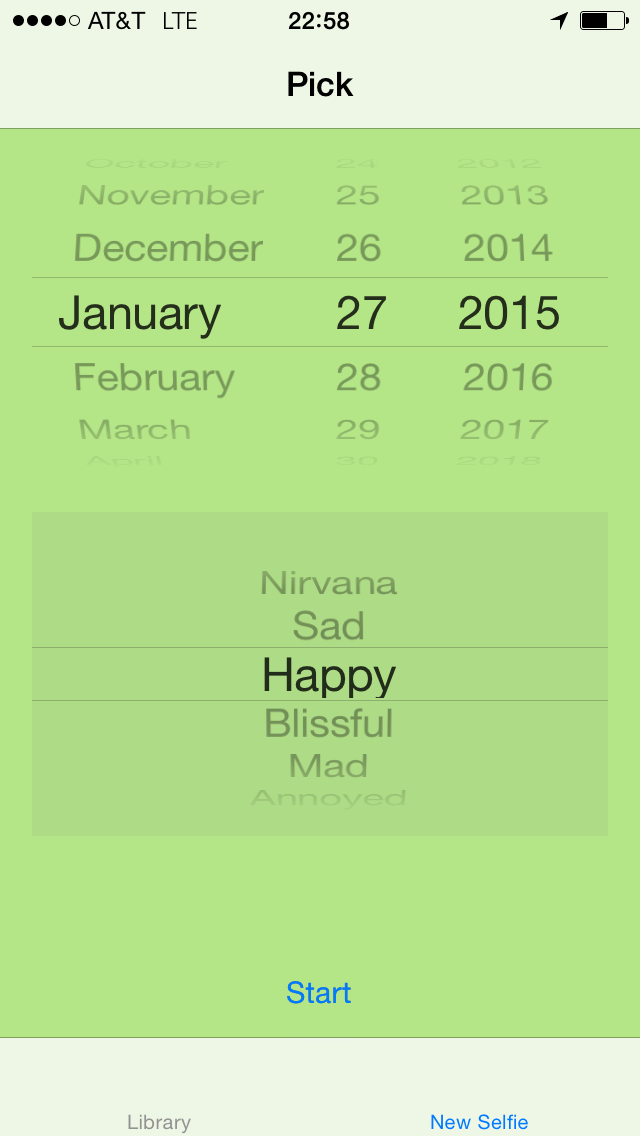 AT&T LTE 22:58
Pick
October 24 2012
November 25 2013
December 26 2014
January 27 2015
February 28 2016
March 29 2017
April 30 2018
Nirvana
Sad
Happy
Blissful
Mad
Annoyed
Start
Library New Selfie